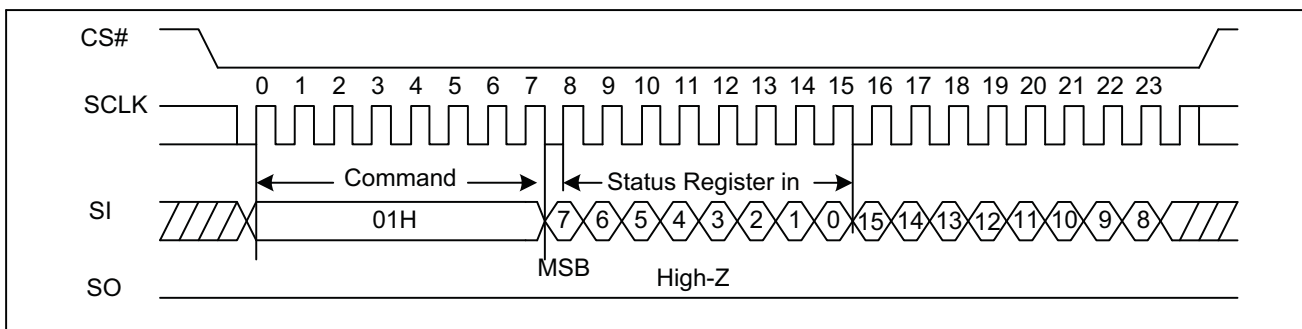 CS#
0 1 2 3 4 5 6 7 8 9 10 11 12 13 14 15 16 17 18 19 20 21 22 23
SCLK
Command Status Register in
SI 01H 7 6 5 4 3 2 1 0 15 14 13 12 11 10 9 8
MSB High-Z
SO